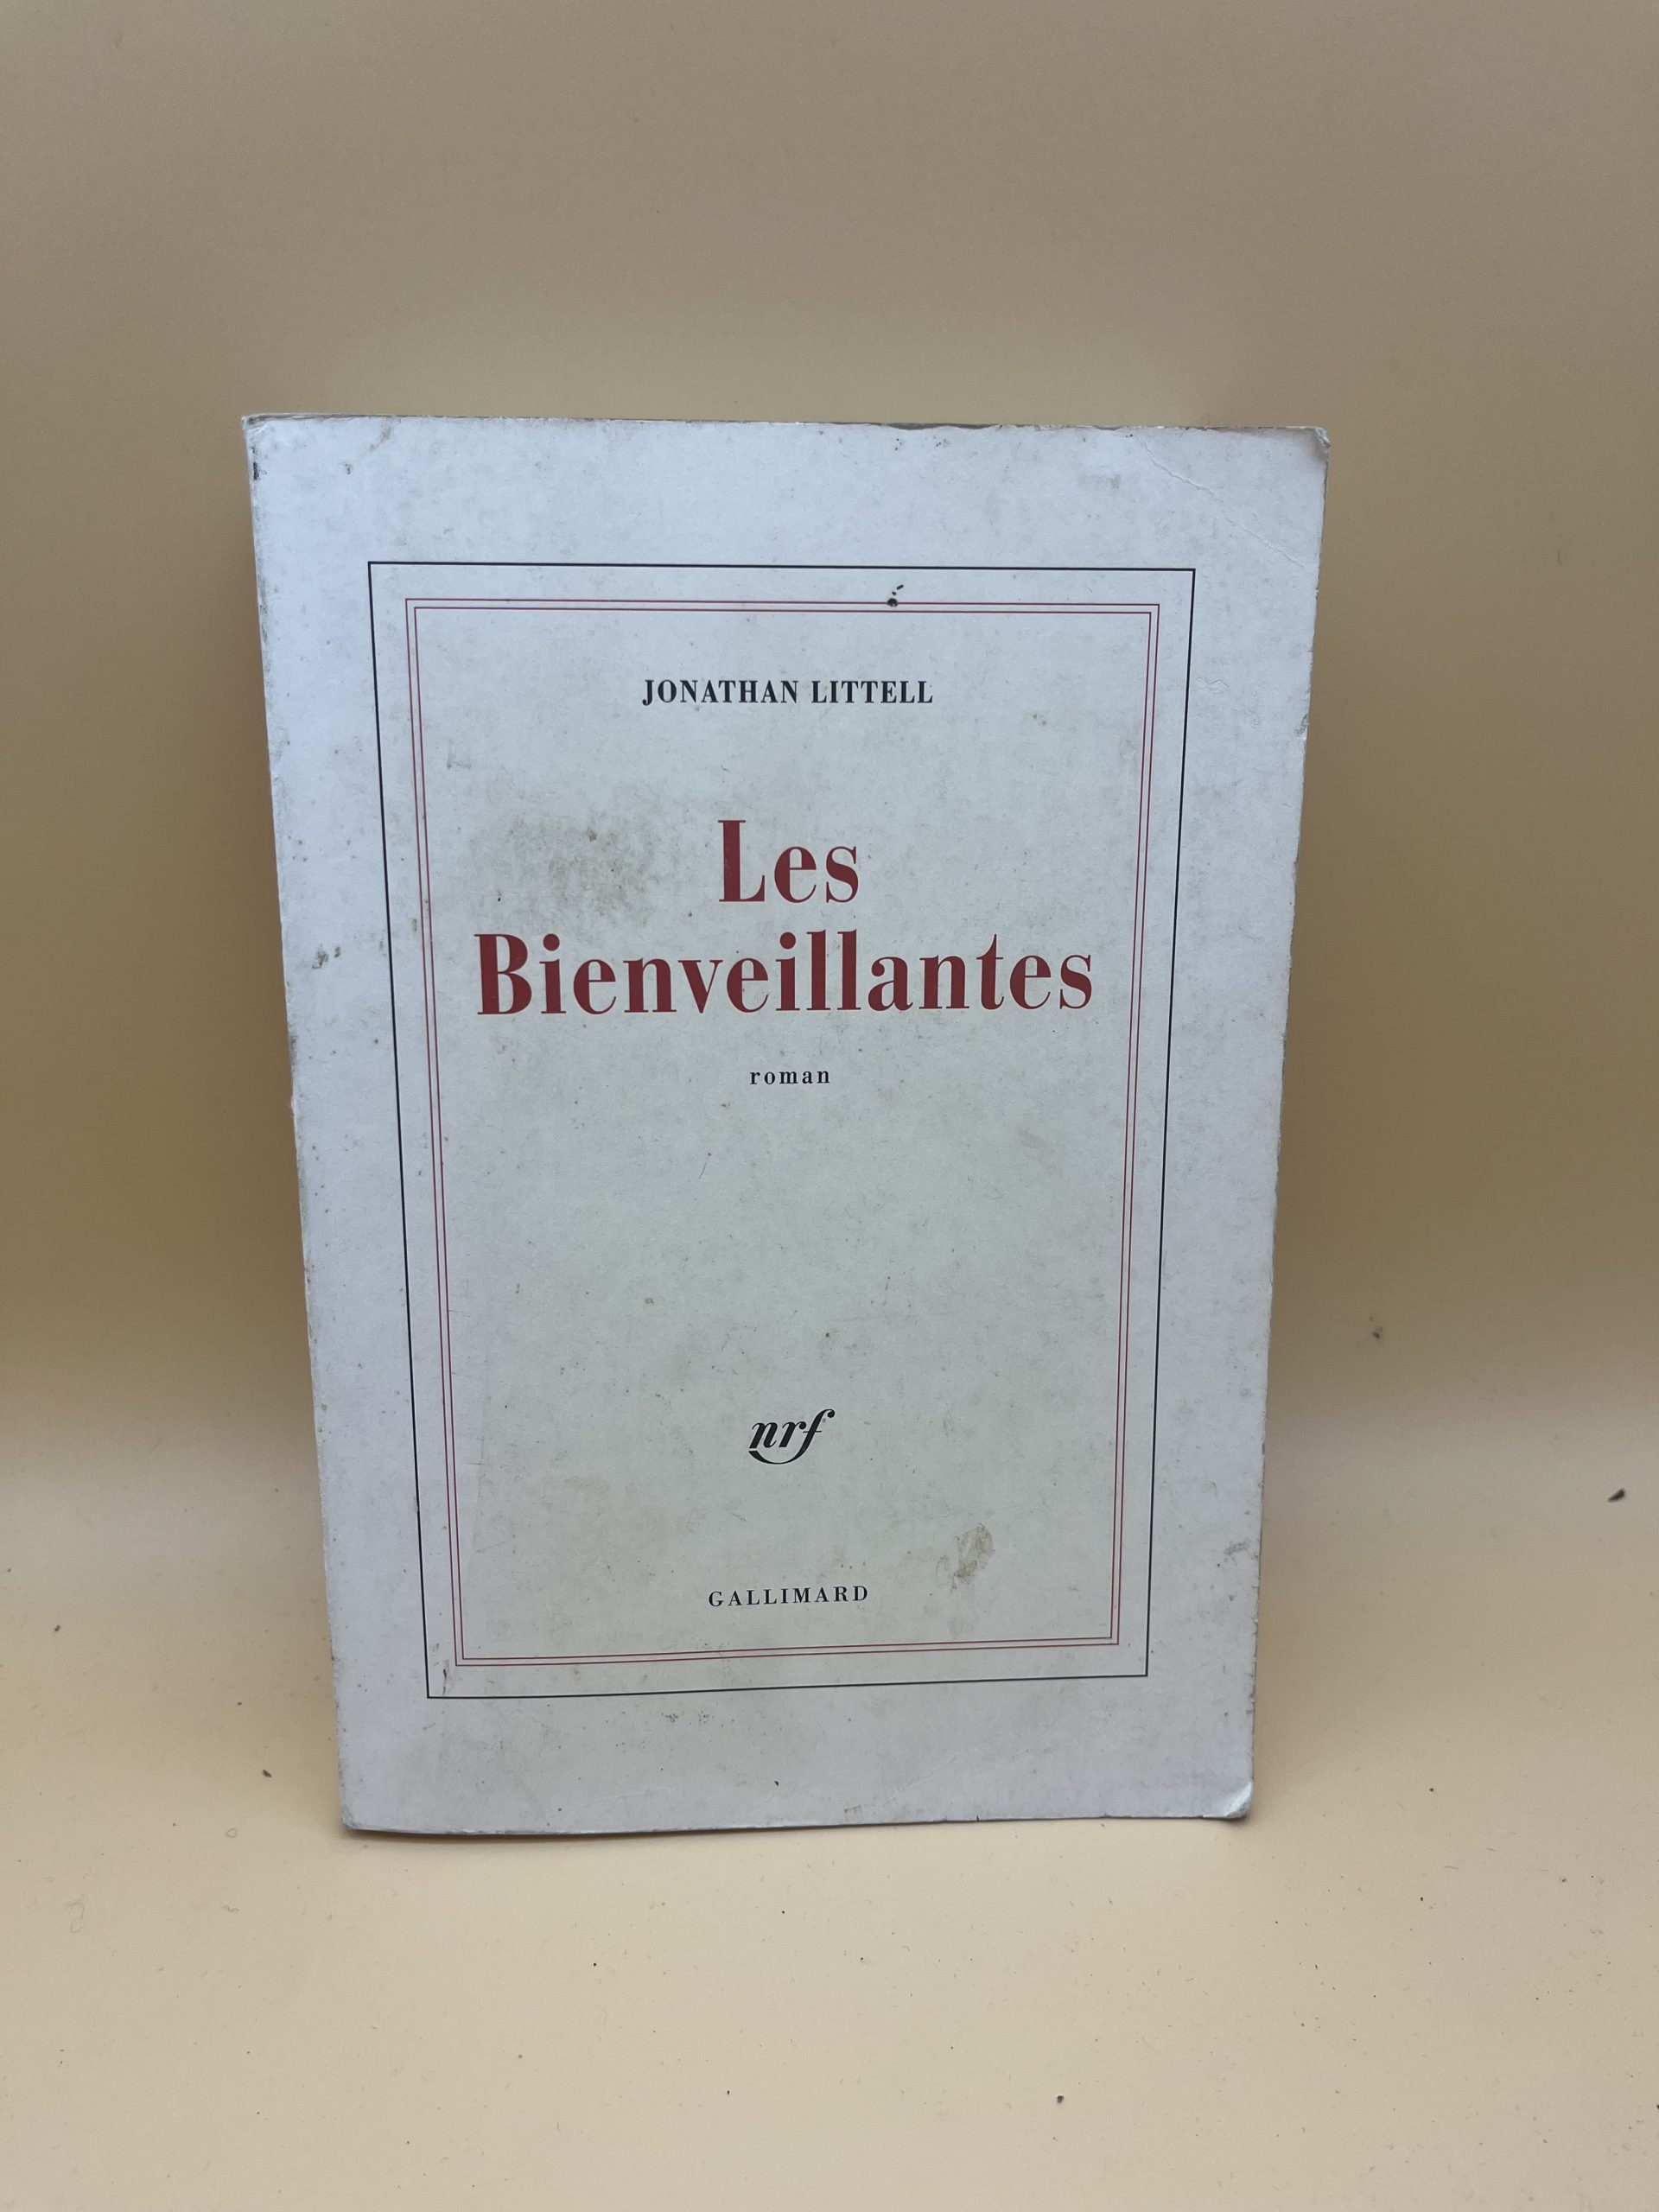 JONATHAN LITTELL
Les
Bienveillantes
roman
nrf
GALLIMARD